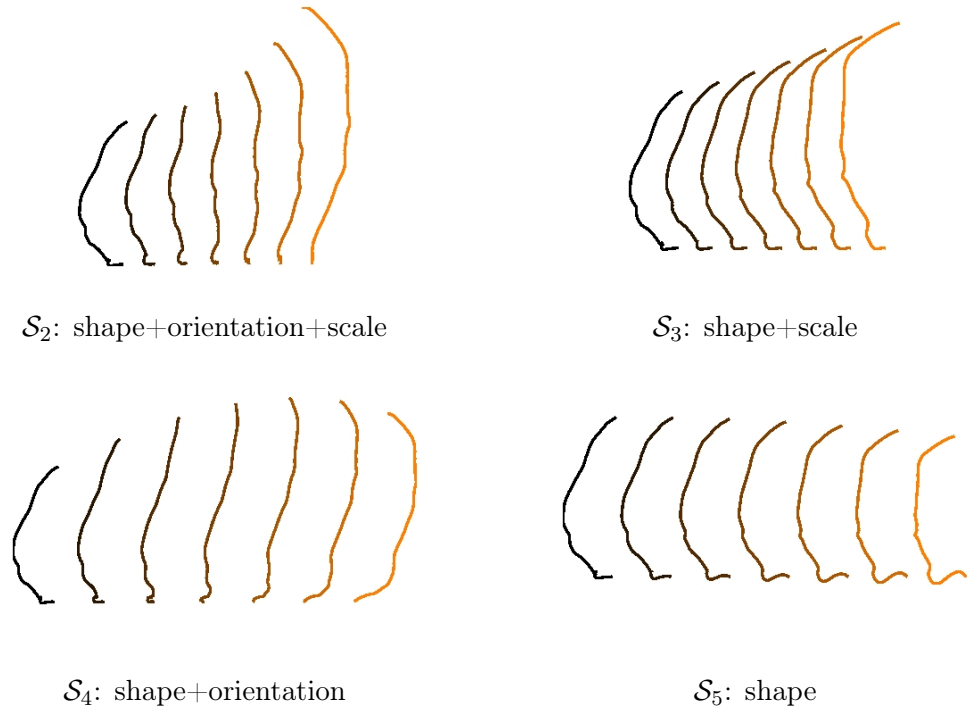 𝒮₂: shape+orientation+scale
𝒮₃: shape+scale
𝒮₄: shape+orientation
𝒮₅: shape